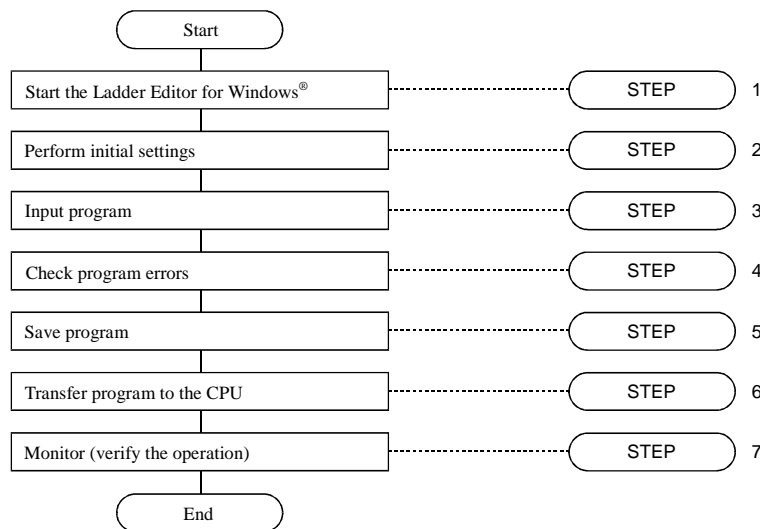 Start
Start the Ladder Editor for Windows® STEP 1
Perform initial settings STEP 2
Input program STEP 3
Check program errors STEP 4
Save program STEP 5
Transfer program to the CPU STEP 6
Monitor (verify the operation) STEP 7
End